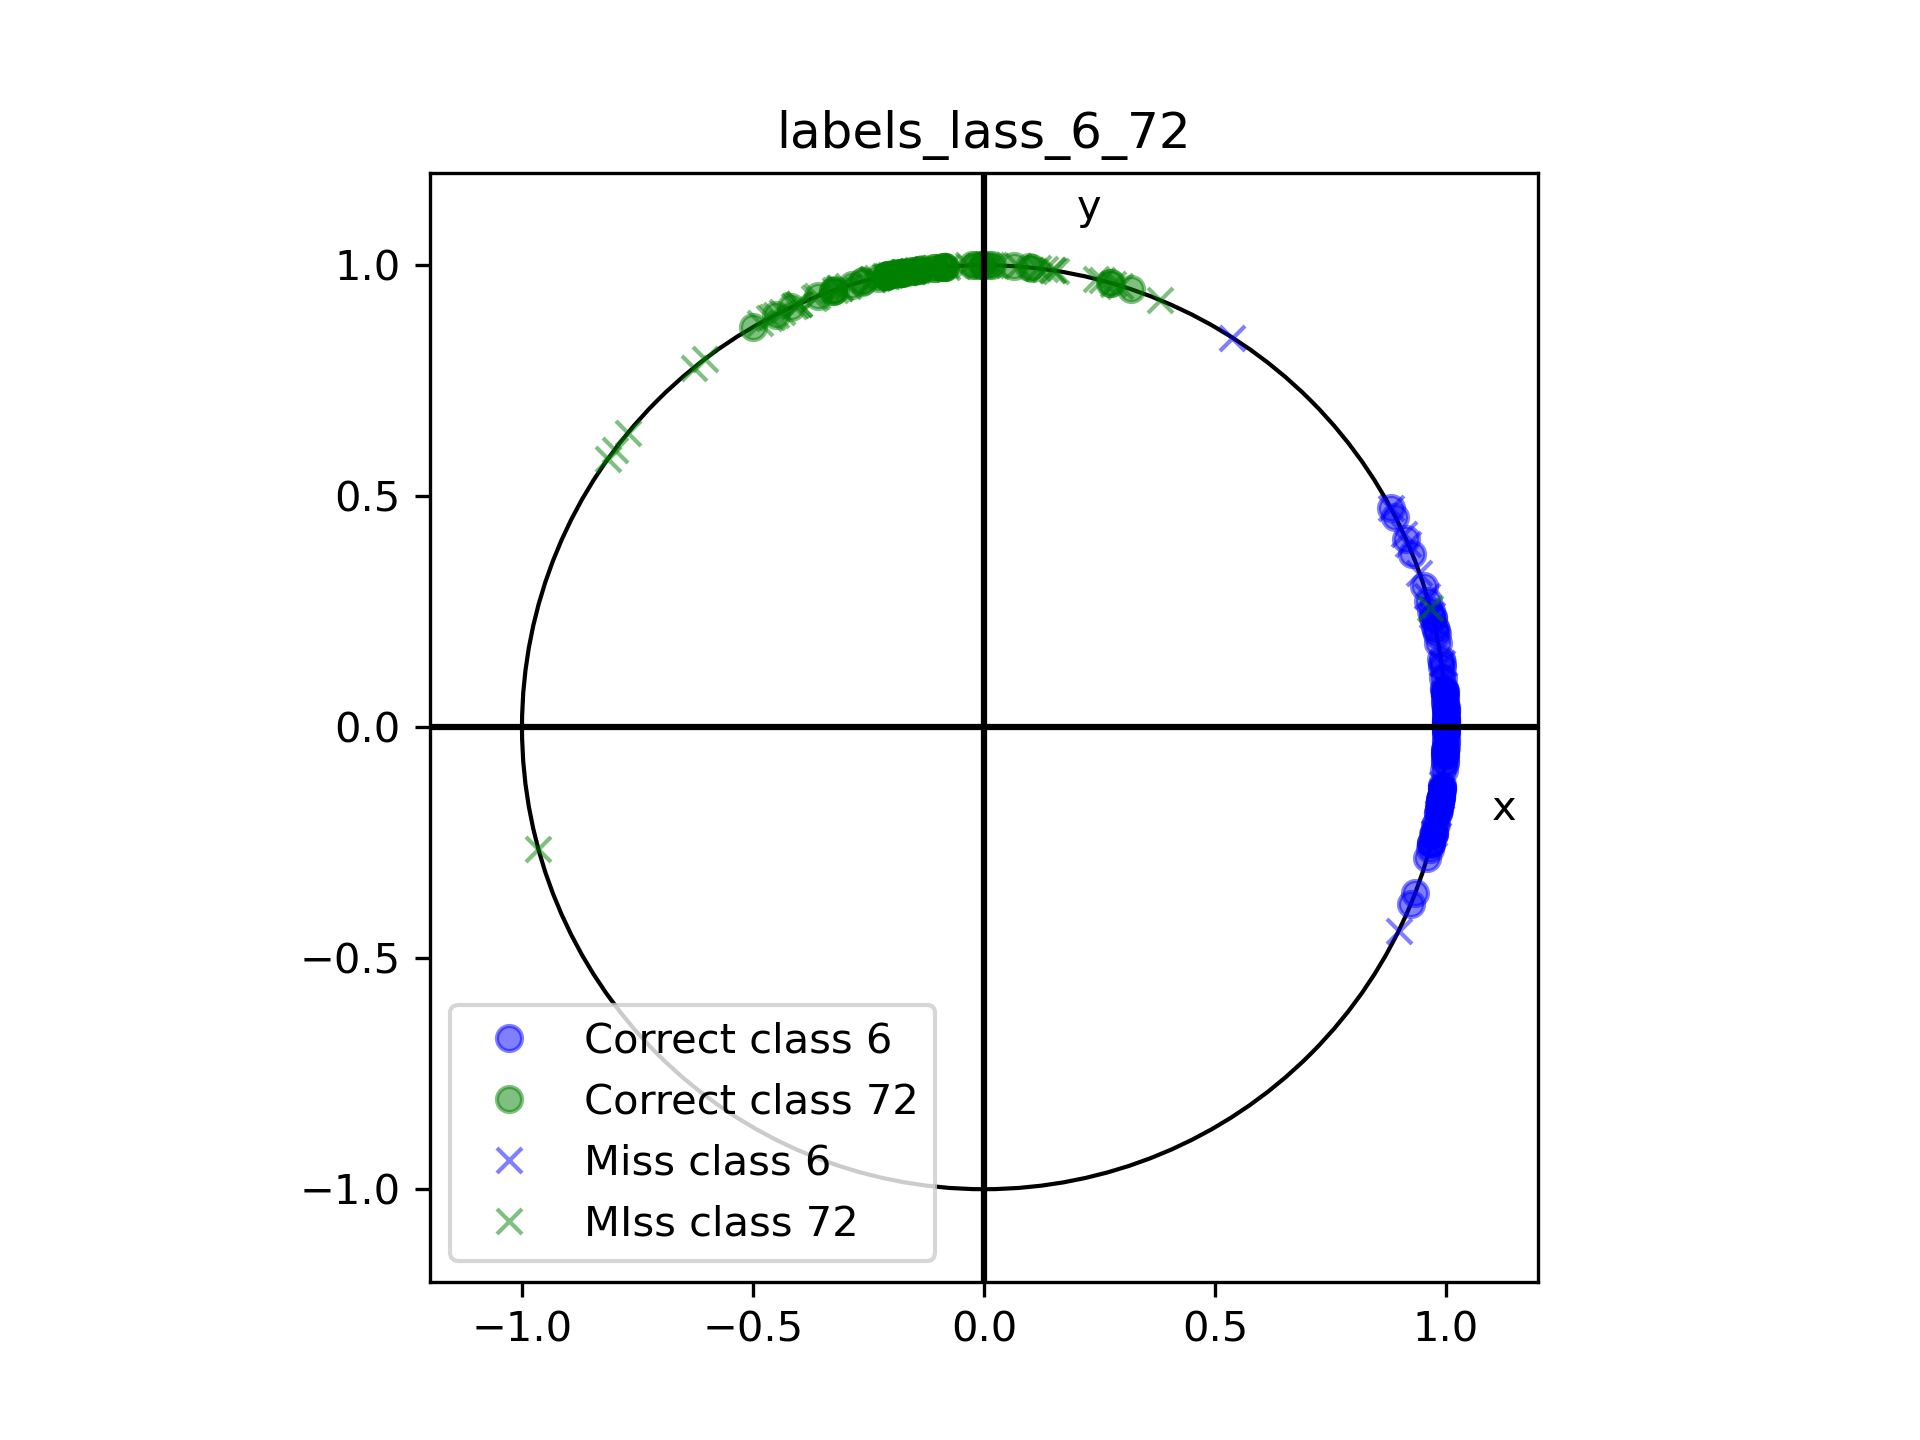 labels_lass_6_72
y
1.0
0.5
0.0
x
−0.5
−1.0
Correct class 6
Correct class 72
Miss class 6
MIss class 72
−1.0 −0.5 0.0 0.5 1.0